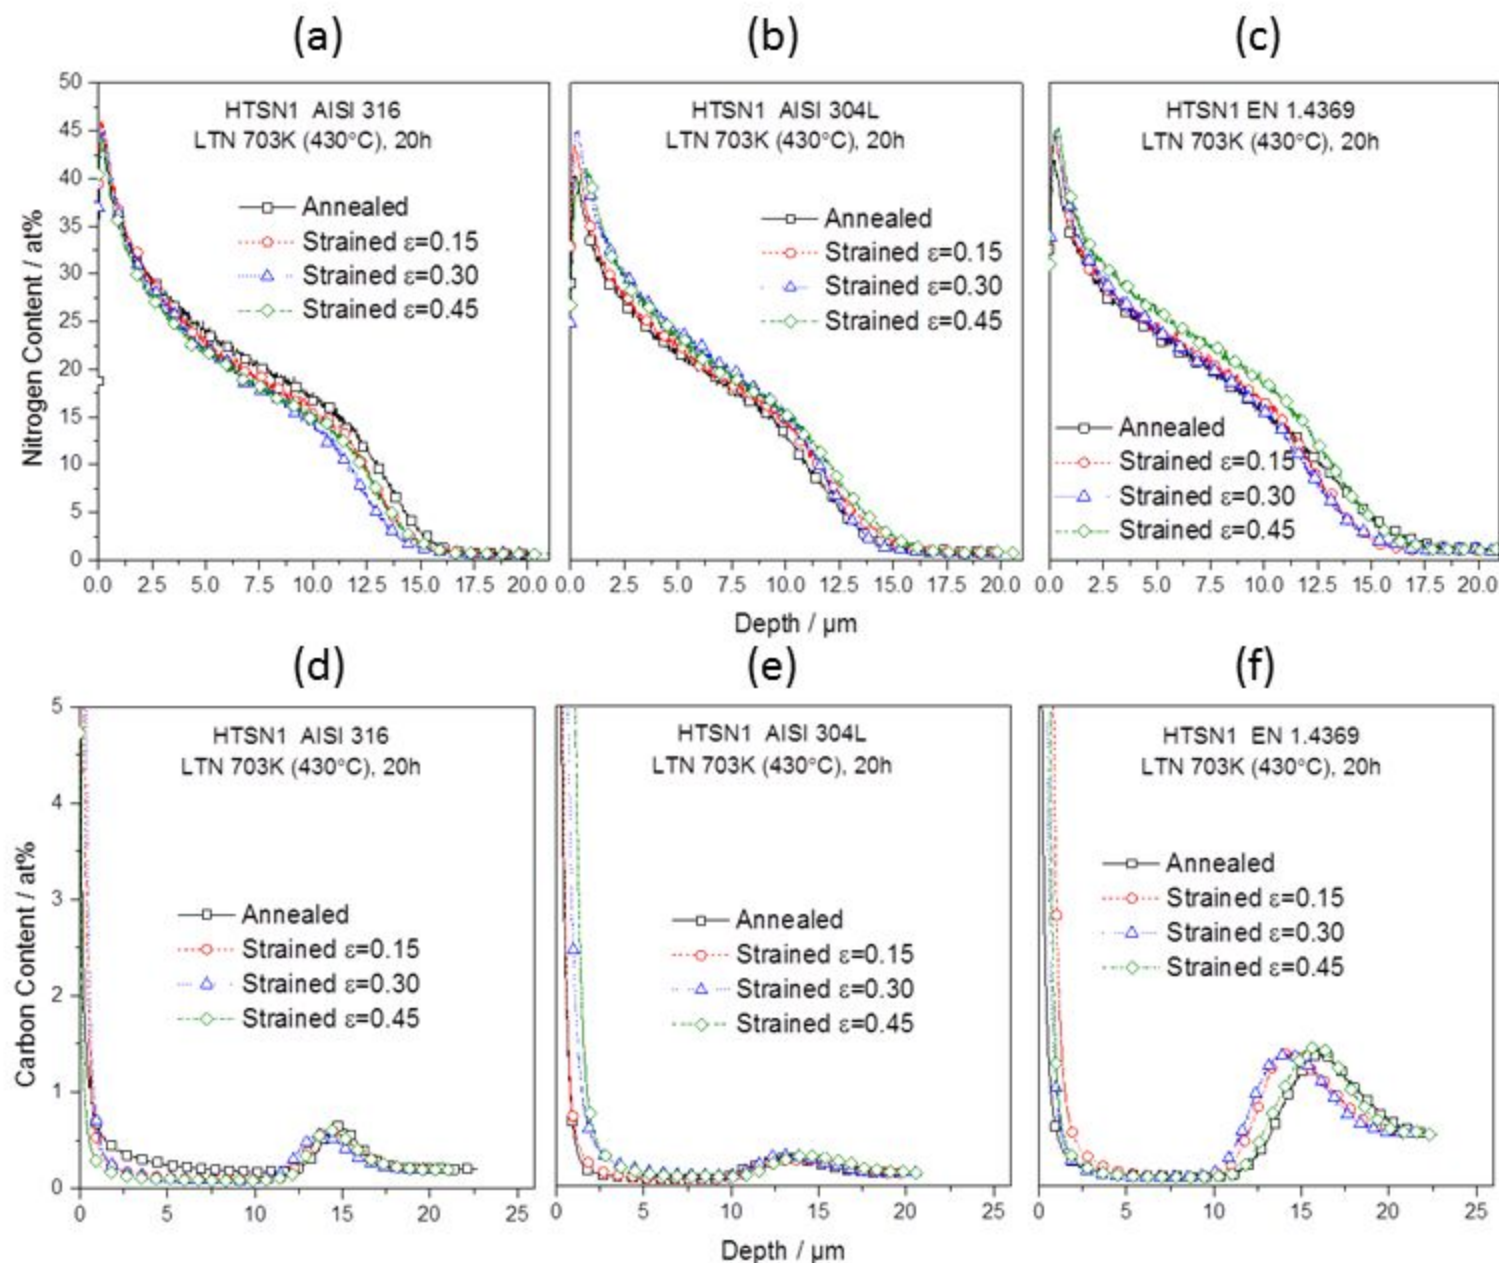 (a)
(b)
(c)
HTSN1 AISI 316
LTN 703K (430°C), 20h
Annealed
Strained ε=0.15
Strained ε=0.30
Strained ε=0.45
50
45
40
35
30
25
20
15
10
5
0
Nitrogen Content / at%
0.0 2.5 5.0 7.5 10.0 12.5 15.0 17.5 20.0
HTSN1 AISI 304L
LTN 703K (430°C), 20h
Annealed
Strained ε=0.15
Strained ε=0.30
Strained ε=0.45
0.0 2.5 5.0 7.5 10.0 12.5 15.0 17.5 20.0
HTSN1 EN 1.4369
LTN 703K (430°C), 20h
Annealed
Strained ε=0.15
Strained ε=0.30
Strained ε=0.45
0.0 2.5 5.0 7.5 10.0 12.5 15.0 17.5 20.0
Depth / μm
(d)
(e)
(f)
HTSN1 AISI 316
LTN 703K (430°C), 20h
Annealed
Strained ε=0.15
Strained ε=0.30
Strained ε=0.45
5
4
3
2
1
0
Carbon Content / at%
0 5 10 15 20 25
HTSN1 AISI 304L
LTN 703K (430°C), 20h
Annealed
Strained ε=0.15
Strained ε=0.30
Strained ε=0.45
0 5 10 15 20 25
HTSN1 EN 1.4369
LTN 703K (430°C), 20h
Annealed
Strained ε=0.15
Strained ε=0.30
Strained ε=0.45
0 5 10 15 20 25
Depth / μm